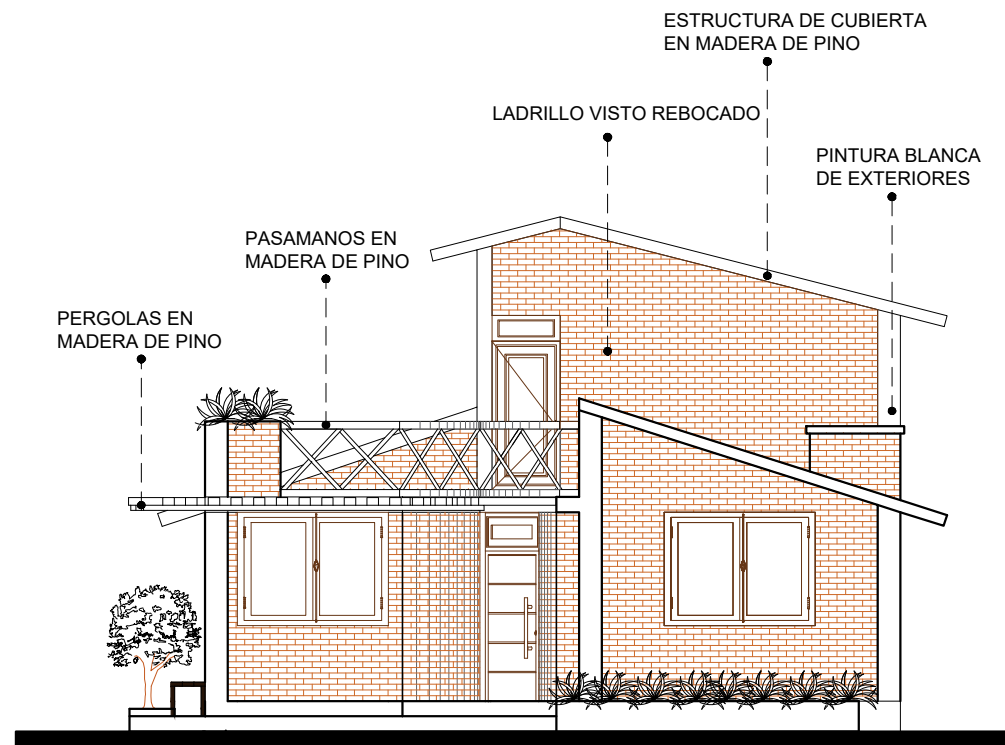 ESTRUCTURA DE CUBIERTA
EN MADERA DE PINO
LADRILLO VISTO REBOCADO
PINTURA BLANCA
DE EXTERIORES
PASAMANOS EN
MADERA DE PINO
PERGOLAS EN
MADERA DE PINO